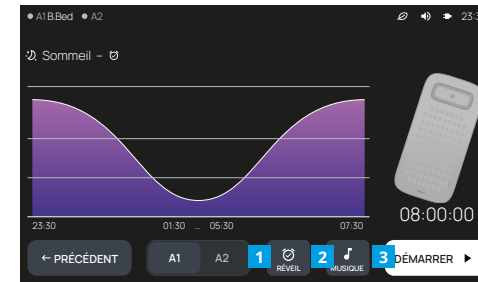 A1 B.Bed A2 23:3
Sommeil –
23:30 01:30 ... 05:30 07:30
08:00:00
← PRÉCÉDENT A1 A2 1 RÉVEIL 2 MUSIQUE 3 DÉMARRER